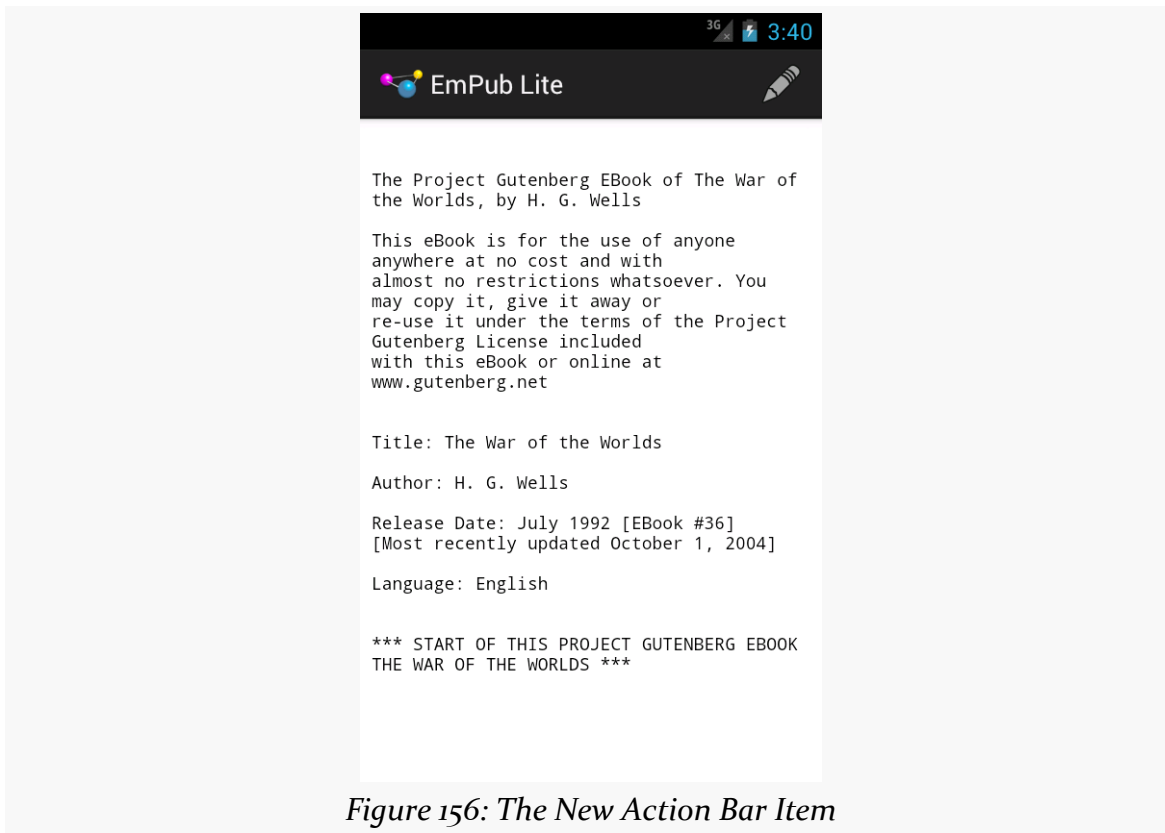 3G 3:40
EmPub Lite
The Project Gutenberg EBook of The War of
the Worlds, by H. G. Wells
This eBook is for the use of anyone
anywhere at no cost and with
almost no restrictions whatsoever. You
may copy it, give it away or
re-use it under the terms of the Project
Gutenberg License included
with this eBook or online at
www.gutenberg.net
Title: The War of the Worlds
Author: H. G. Wells
Release Date: July 1992 [EBook #36]
[Most recently updated October 1, 2004]
Language: English
*** START OF THIS PROJECT GUTENBERG EBOOK
THE WAR OF THE WORLDS ***
Figure 156: The New Action Bar Item